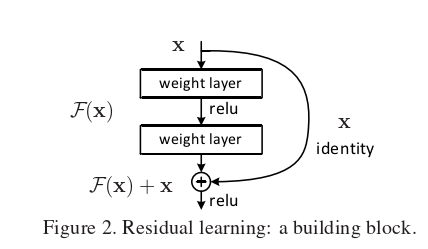 x
weight layer
F(x)
relu
x
weight layer
identity
F(x) + x
relu
Figure 2. Residual learning: a building block.